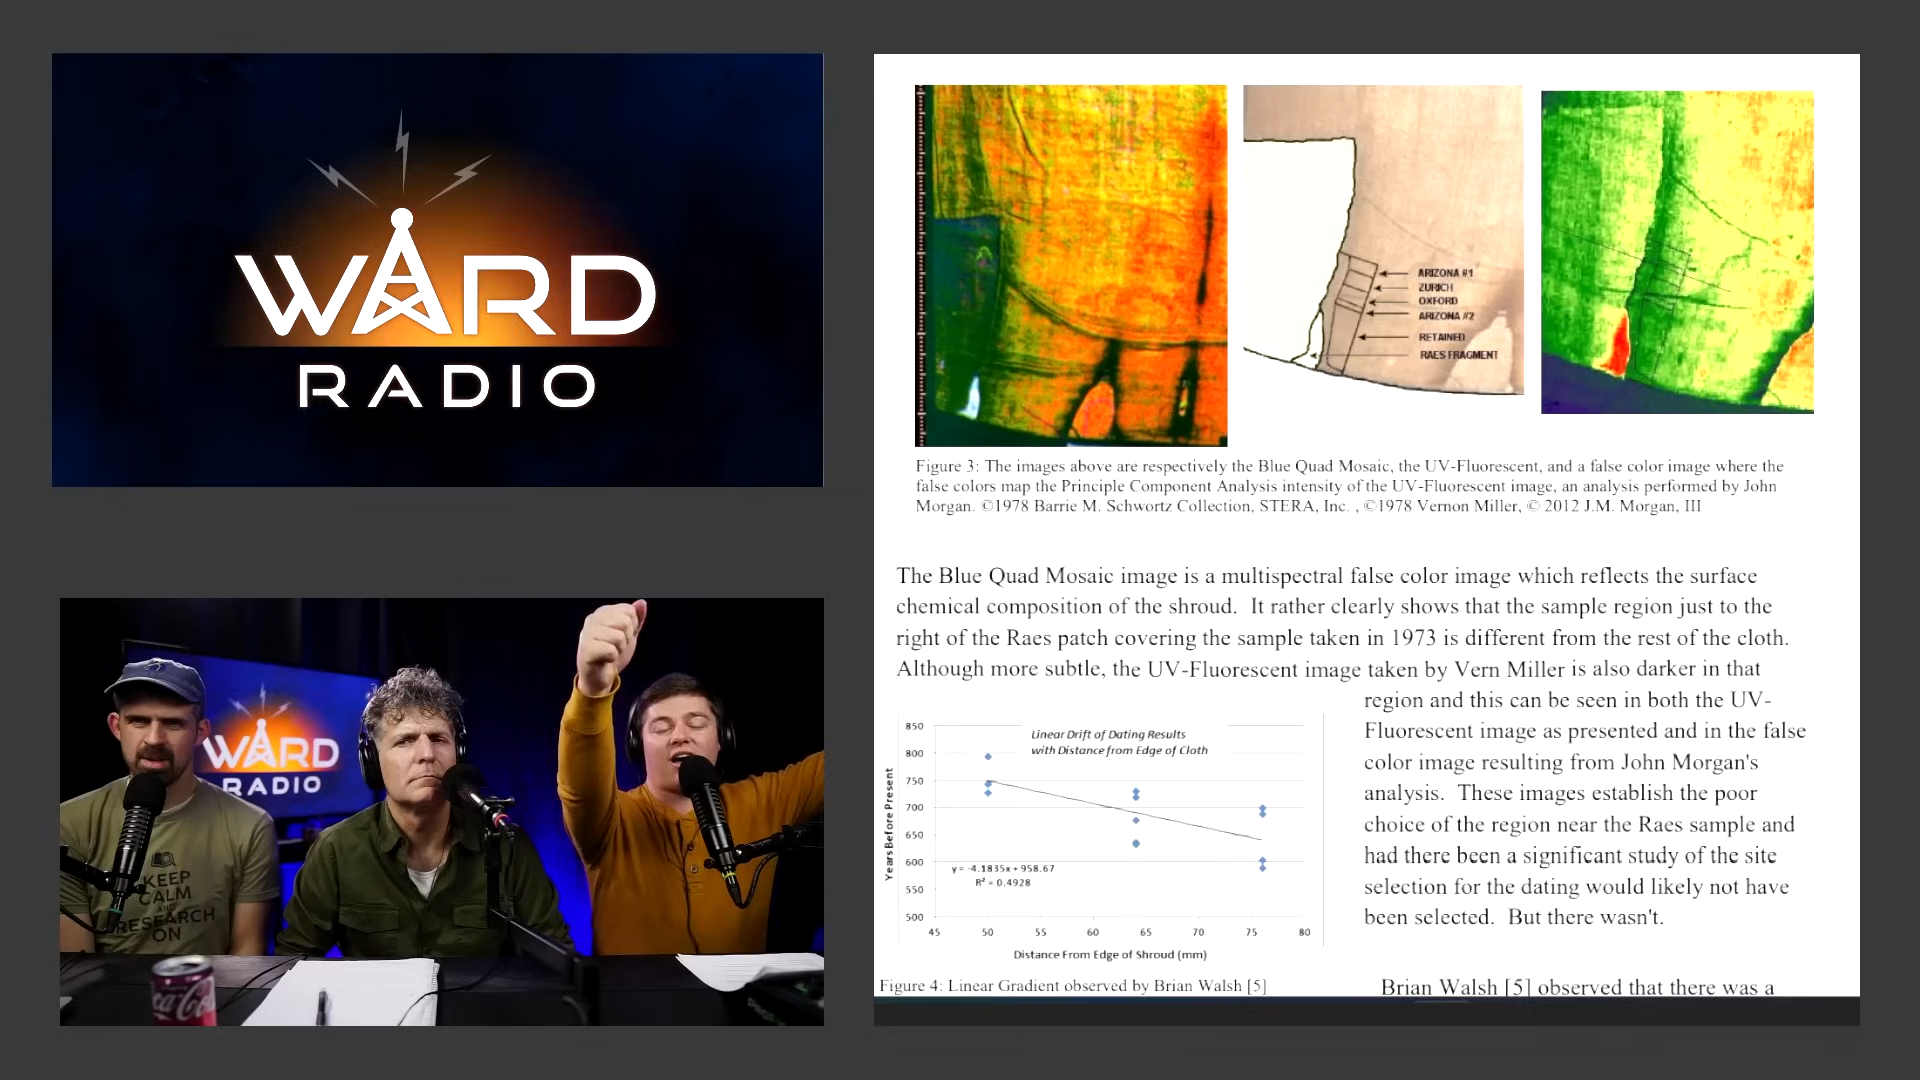 WARD
RADIO
WARD
RADIO
KEEP
CALM
AND
RESEARCH
ON
Coca-Cola
ARIZONA #1
ZURICH
OXFORD
ARIZONA #2
RETAINED
RAES FRAGMENT
Figure 3: The images above are respectively the Blue Quad Mosaic, the UV-Fluorescent, and a false color image where the
false colors map the Principle Component Analysis intensity of the UV-Fluorescent image, an analysis performed by John
Morgan. ©1978 Barrie M. Schwortz Collection, STERA, Inc. , ©1978 Vernon Miller, © 2012 J.M. Morgan, III
The Blue Quad Mosaic image is a multispectral false color image which reflects the surface
chemical composition of the shroud. It rather clearly shows that the sample region just to the
right of the Raes patch covering the sample taken in 1973 is different from the rest of the cloth.
Although more subtle, the UV-Fluorescent image taken by Vern Miller is also darker in that
region and this can be seen in both the UV-
Fluorescent image as presented and in the false
color image resulting from John Morgan's
analysis. These images establish the poor
choice of the region near the Raes sample and
had there been a significant study of the site
selection for the dating would likely not have
been selected. But there wasn't.
Linear Drift of Dating Results
with Distance from Edge of Cloth
Years Before Present
850
800
750
700
650
600
550
500
y = -4.1835x + 958.67
R² = 0.4928
45 50 55 60 65 70 75 80
Distance From Edge of Shroud (mm)
Figure 4: Linear Gradient observed by Brian Walsh [5]
Brian Walsh [5] observed that there was a